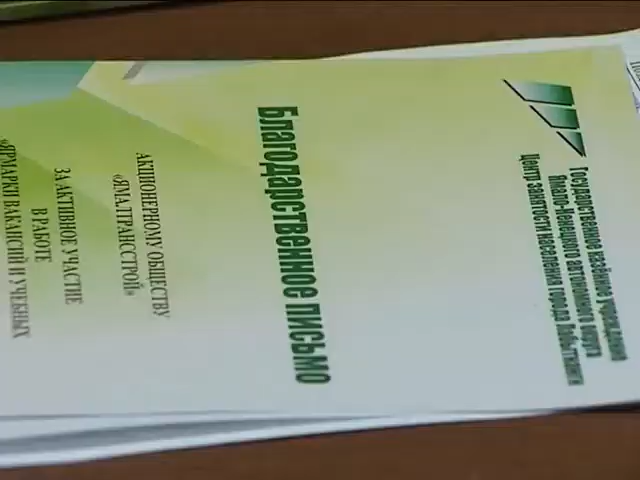 Государственное казённое учреждение
Ямало-Ненецкого автономного округа
Центр занятости населения города Лабытнанги
Благодарственное письмо
АКЦИОНЕРНОМУ ОБЩЕСТВУ
«ЯМАЛТРАНССТРОЙ»
ЗА АКТИВНОЕ УЧАСТИЕ
В РАБОТЕ
«ЯРМАРКИ ВАКАНСИЙ И УЧЕБНЫХ